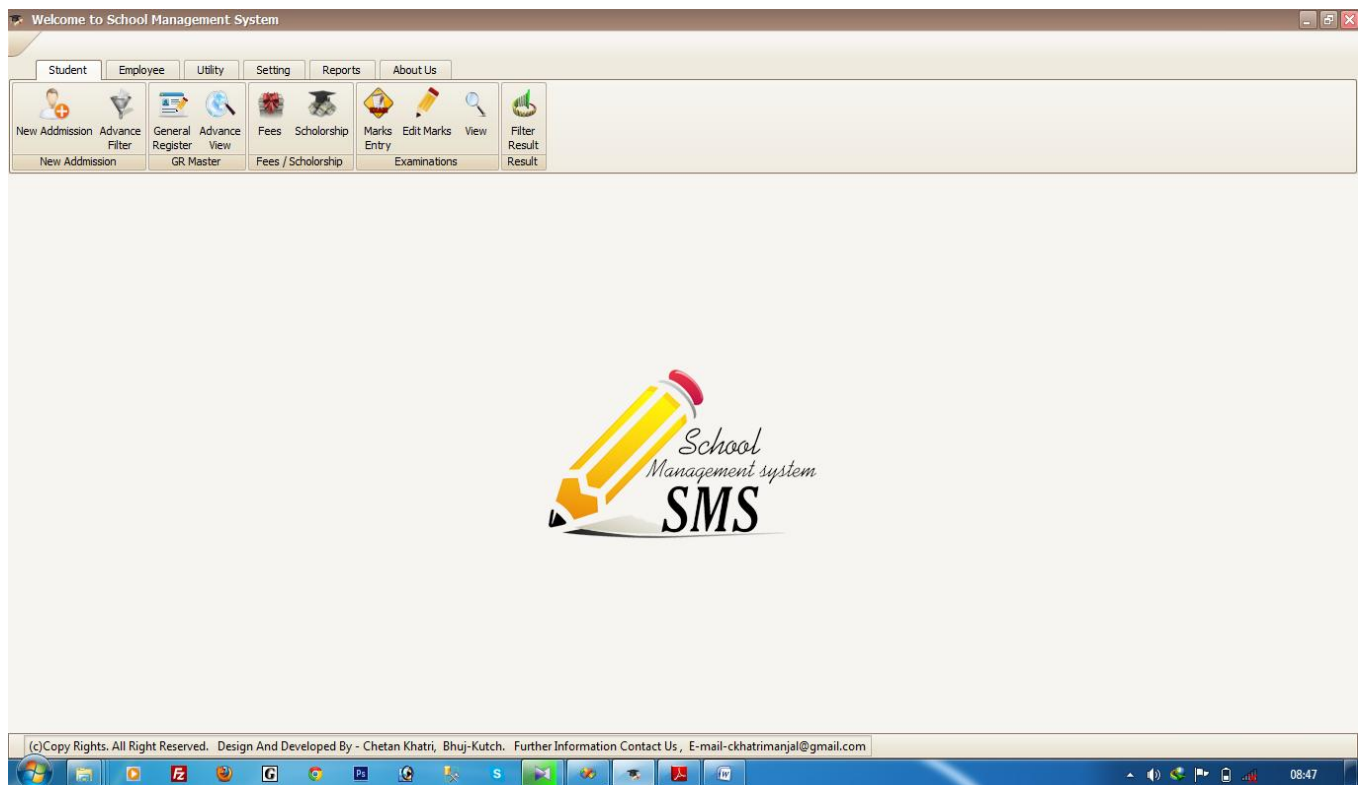 Welcome to School Management System
Student Employee Utility Setting Reports About Us
New Addmission Advance Filter General Register Advance View Fees Scholorship Marks Entry Edit Marks View Filter Result
New Addmission GR Master Fees / Scholorship Examinations Result
School
Management system
SMS
(c)Copy Rights. All Right Reserved. Design And Developed By - Chetan Khatri, Bhuj-Kutch. Further Information Contact Us , E-mail-ckhatrimanjal@gmail.com
08:47